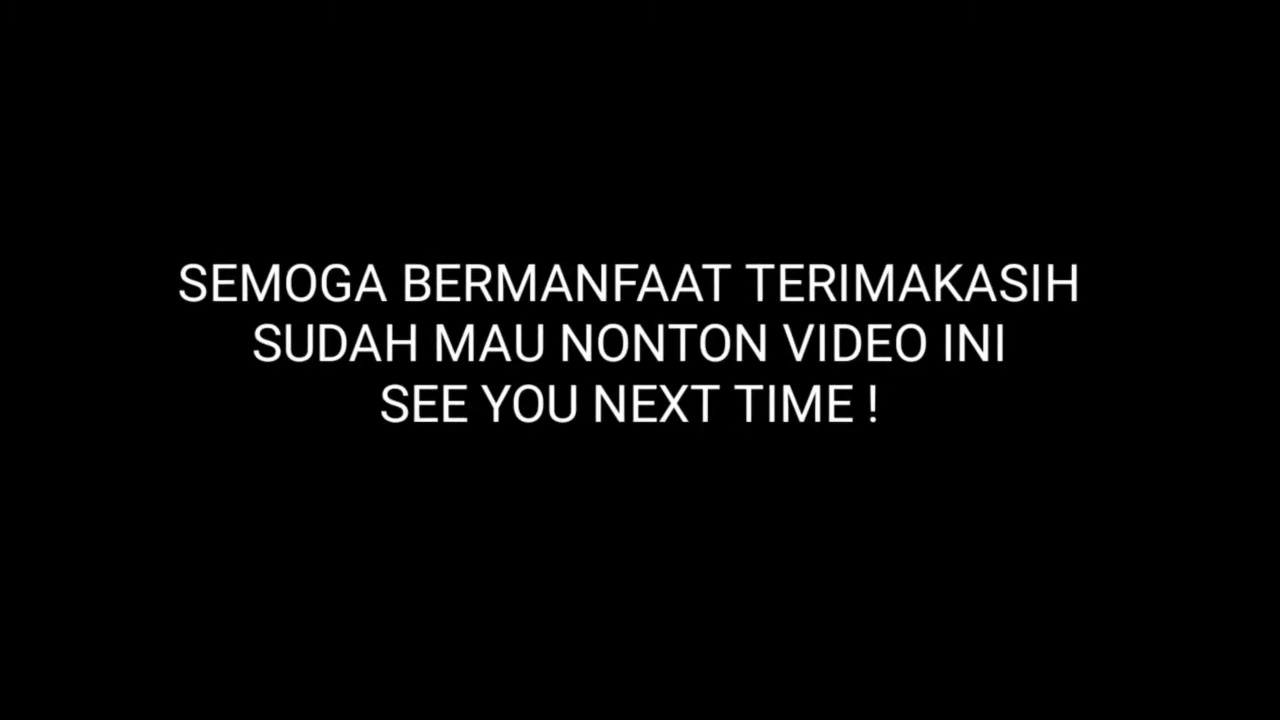 SEMOGA BERMANFAAT TERIMAKASIH
SUDAH MAU NONTON VIDEO INI
SEE YOU NEXT TIME !